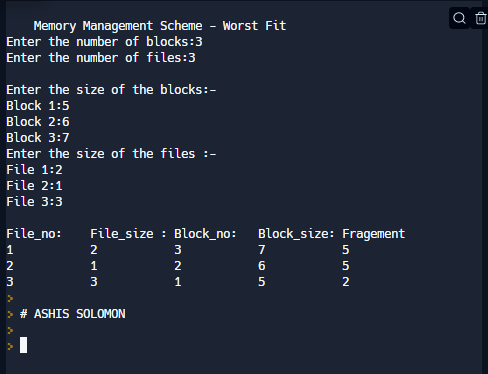 Memory Management Scheme - Worst Fit
Enter the number of blocks:3
Enter the number of files:3
Enter the size of the blocks:-
Block 1:5
Block 2:6
Block 3:7
Enter the size of the files :-
File 1:2
File 2:1
File 3:3
File_no: File_size : Block_no: Block_size: Fragement
1 2 3 7 5
2 1 2 6 5
3 3 1 5 2
>
> # ASHIS SOLOMON
>
>